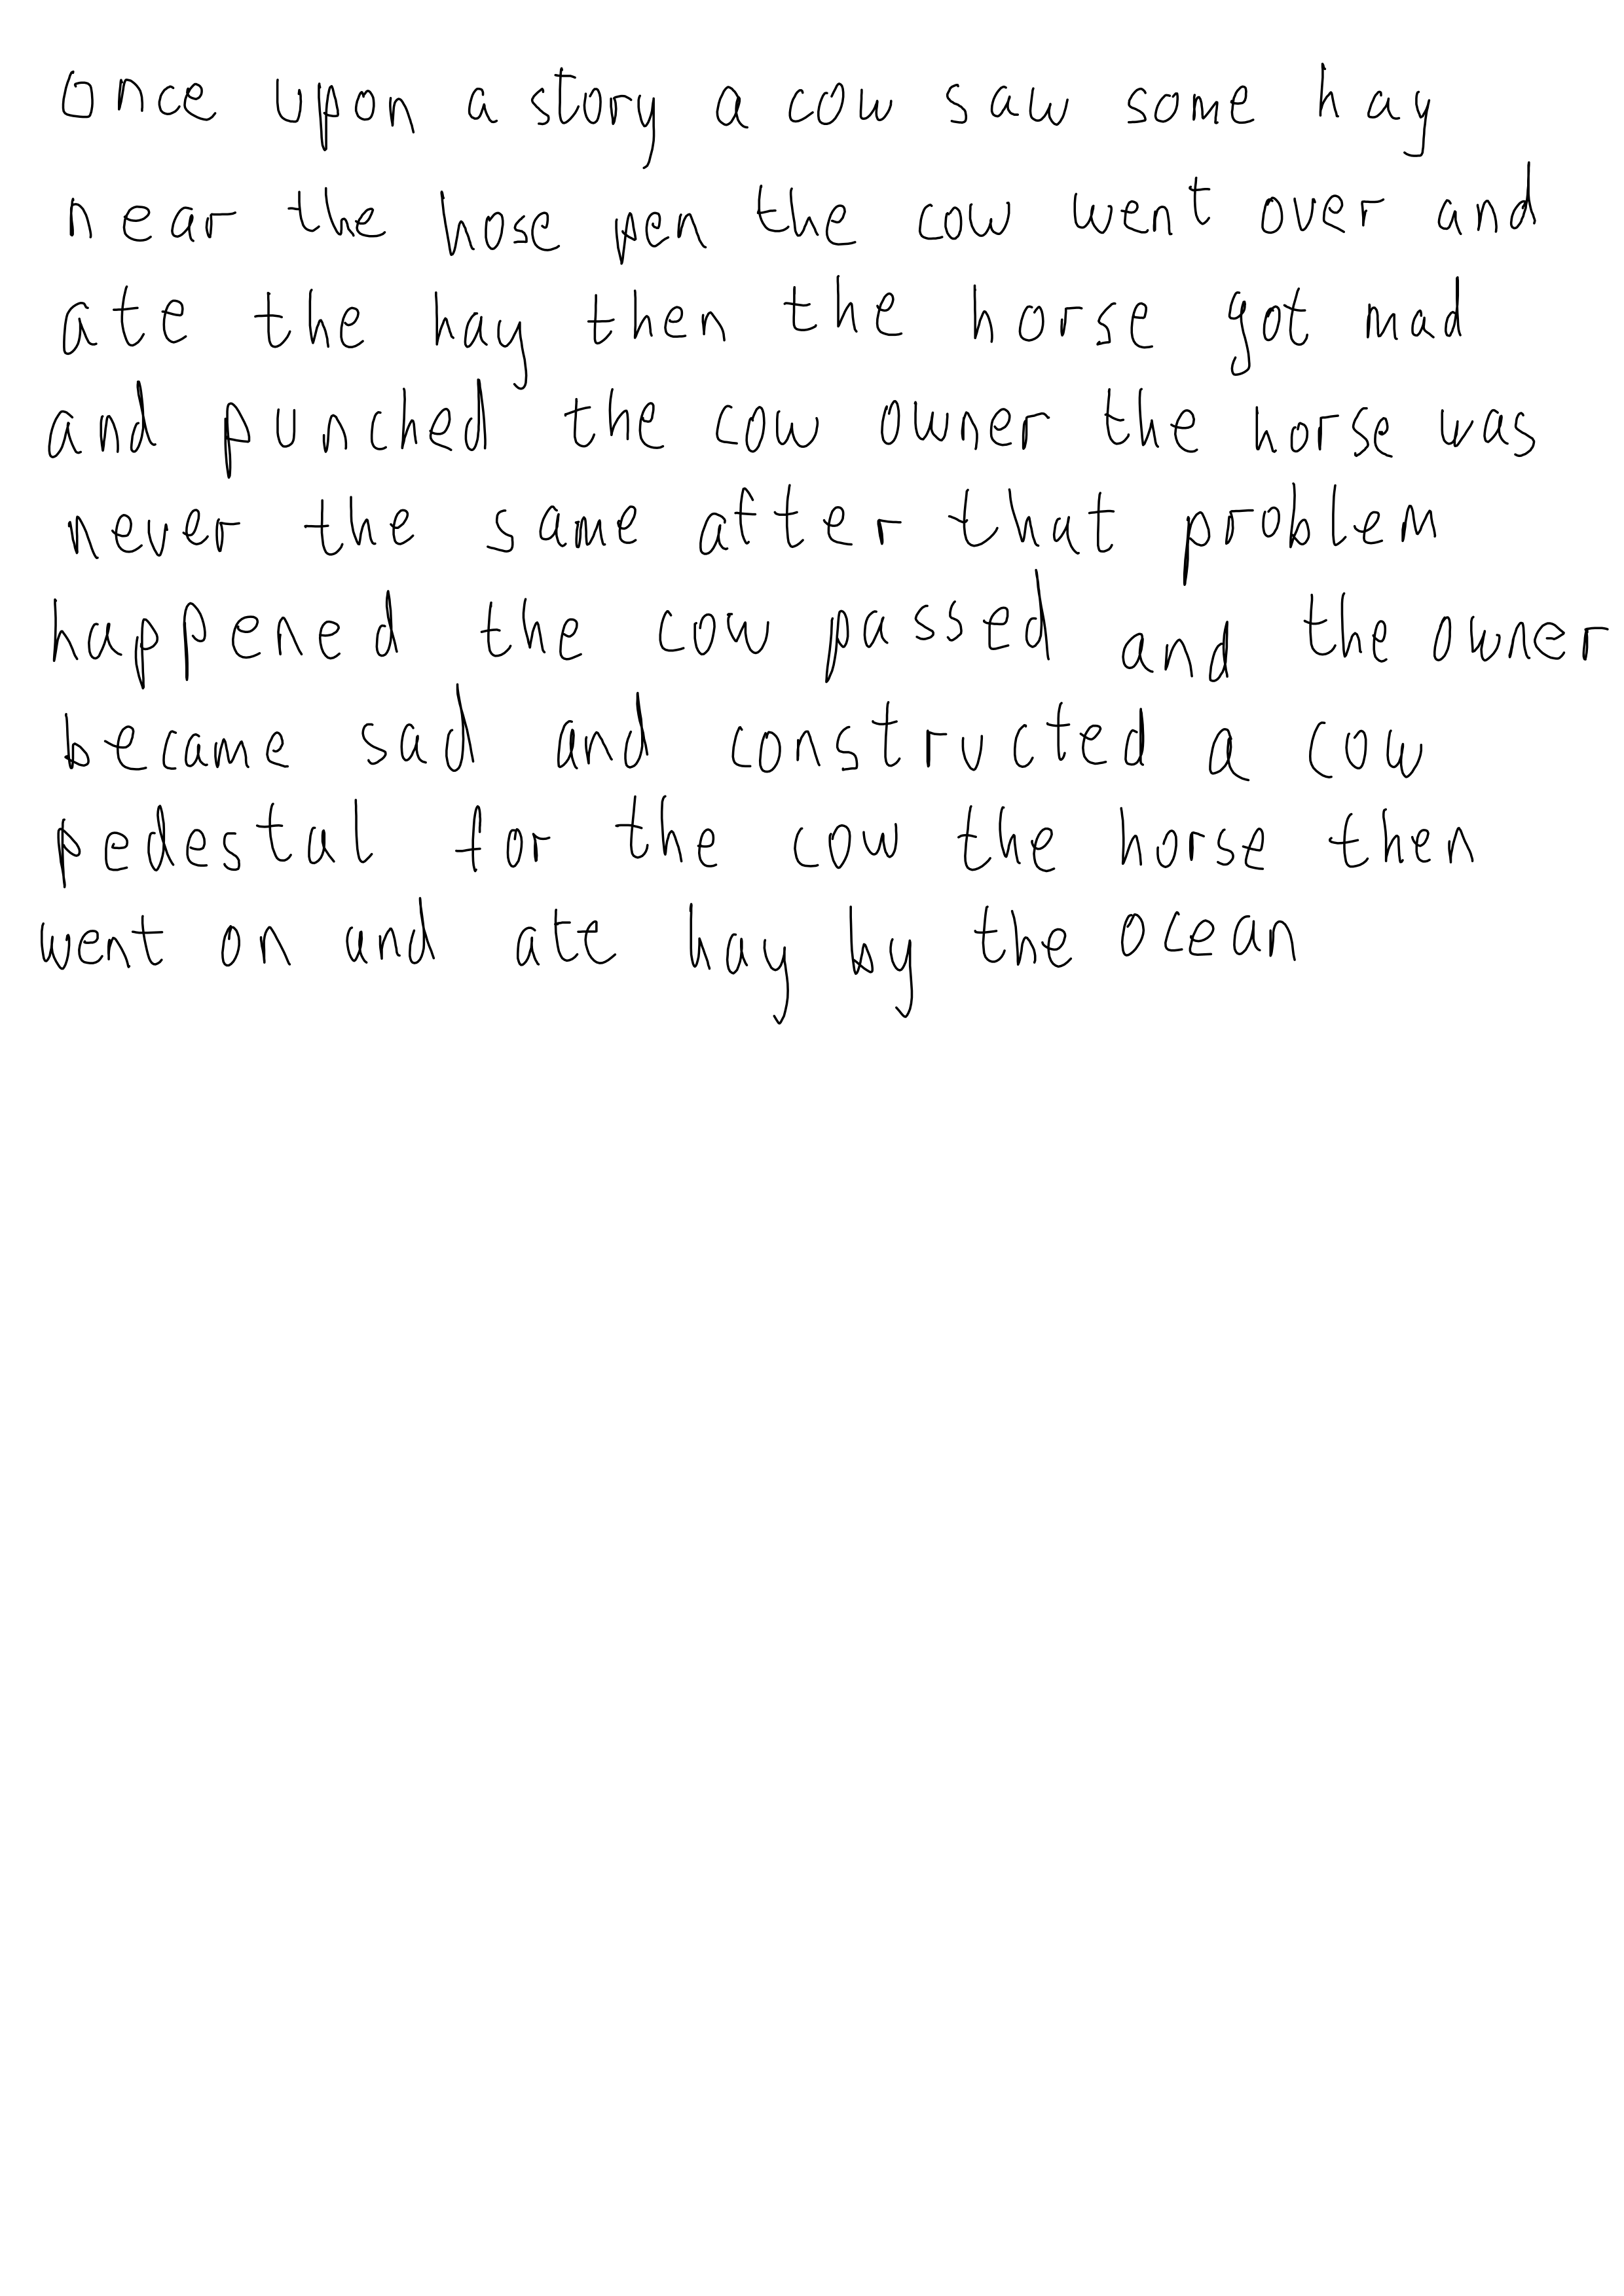 Once upon a story a cow saw some hay
near the hose pen the cow went over and
ate the hay then the horse got mad
and punched the cow owner the horse was
never the same after that problem
happened the cow passed and the owner
became sad and constructed a cow
pedestal for the cow the horse then
went on and ate hay by the ocean